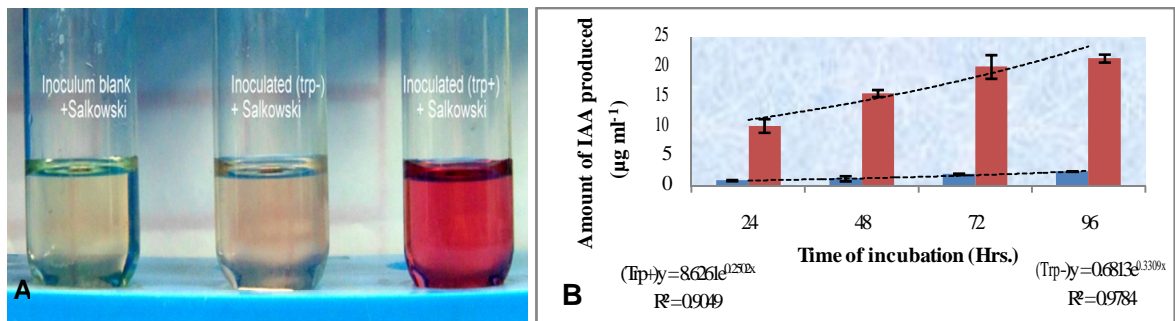 Inoculum blank
+Salkowski
Inoculated (trp-)
+ Salkowski
Inoculated (trp+)
+ Salkowski
A
Amount of IAA produced
(µg ml-1)
25
20
15
10
5
0
24 48 72 96
Time of incubation (Hrs.)
(Trp+)y = 8.6261e0.2502x
R² = 0.9049
(Trp-)y = 0.6813e0.3309x
R² = 0.9784
B